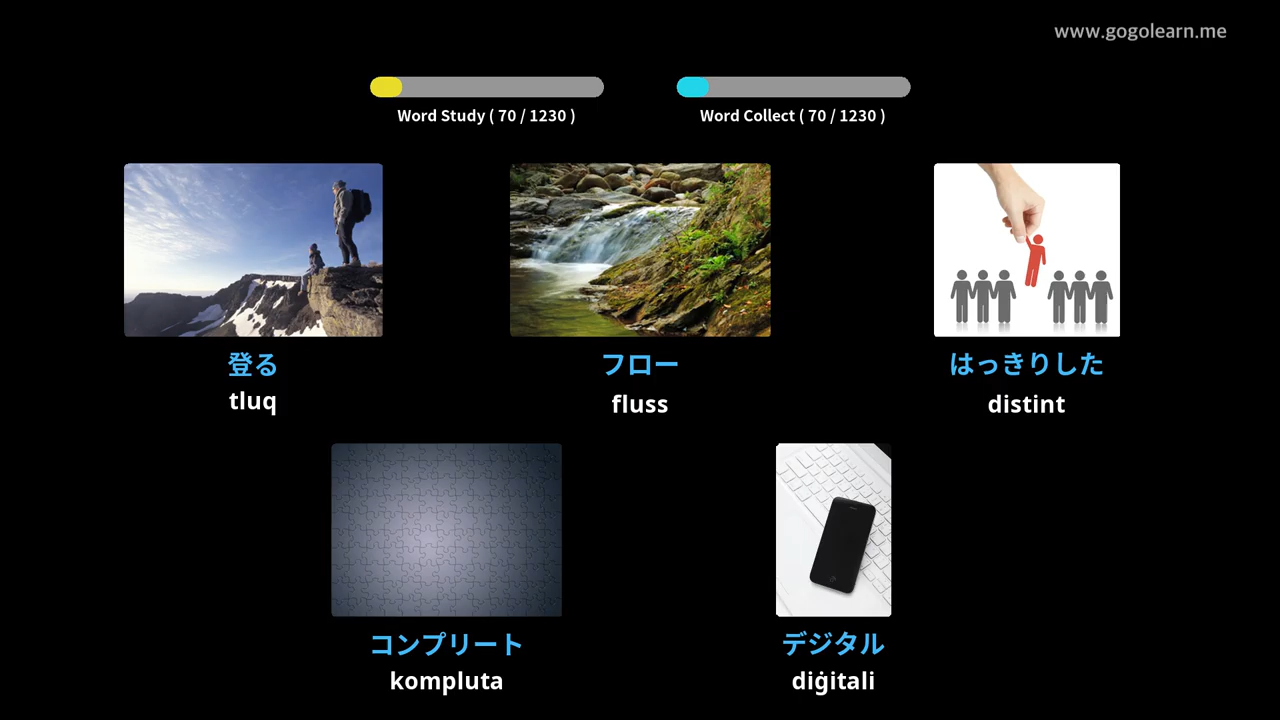 www.gogolearn.me
Word Study ( 70 / 1230 )
Word Collect ( 70 / 1230 )
登る
tluq
フロー
fluss
はっきりした
distint
コンプリート
kompluta
デジタル
diġitali